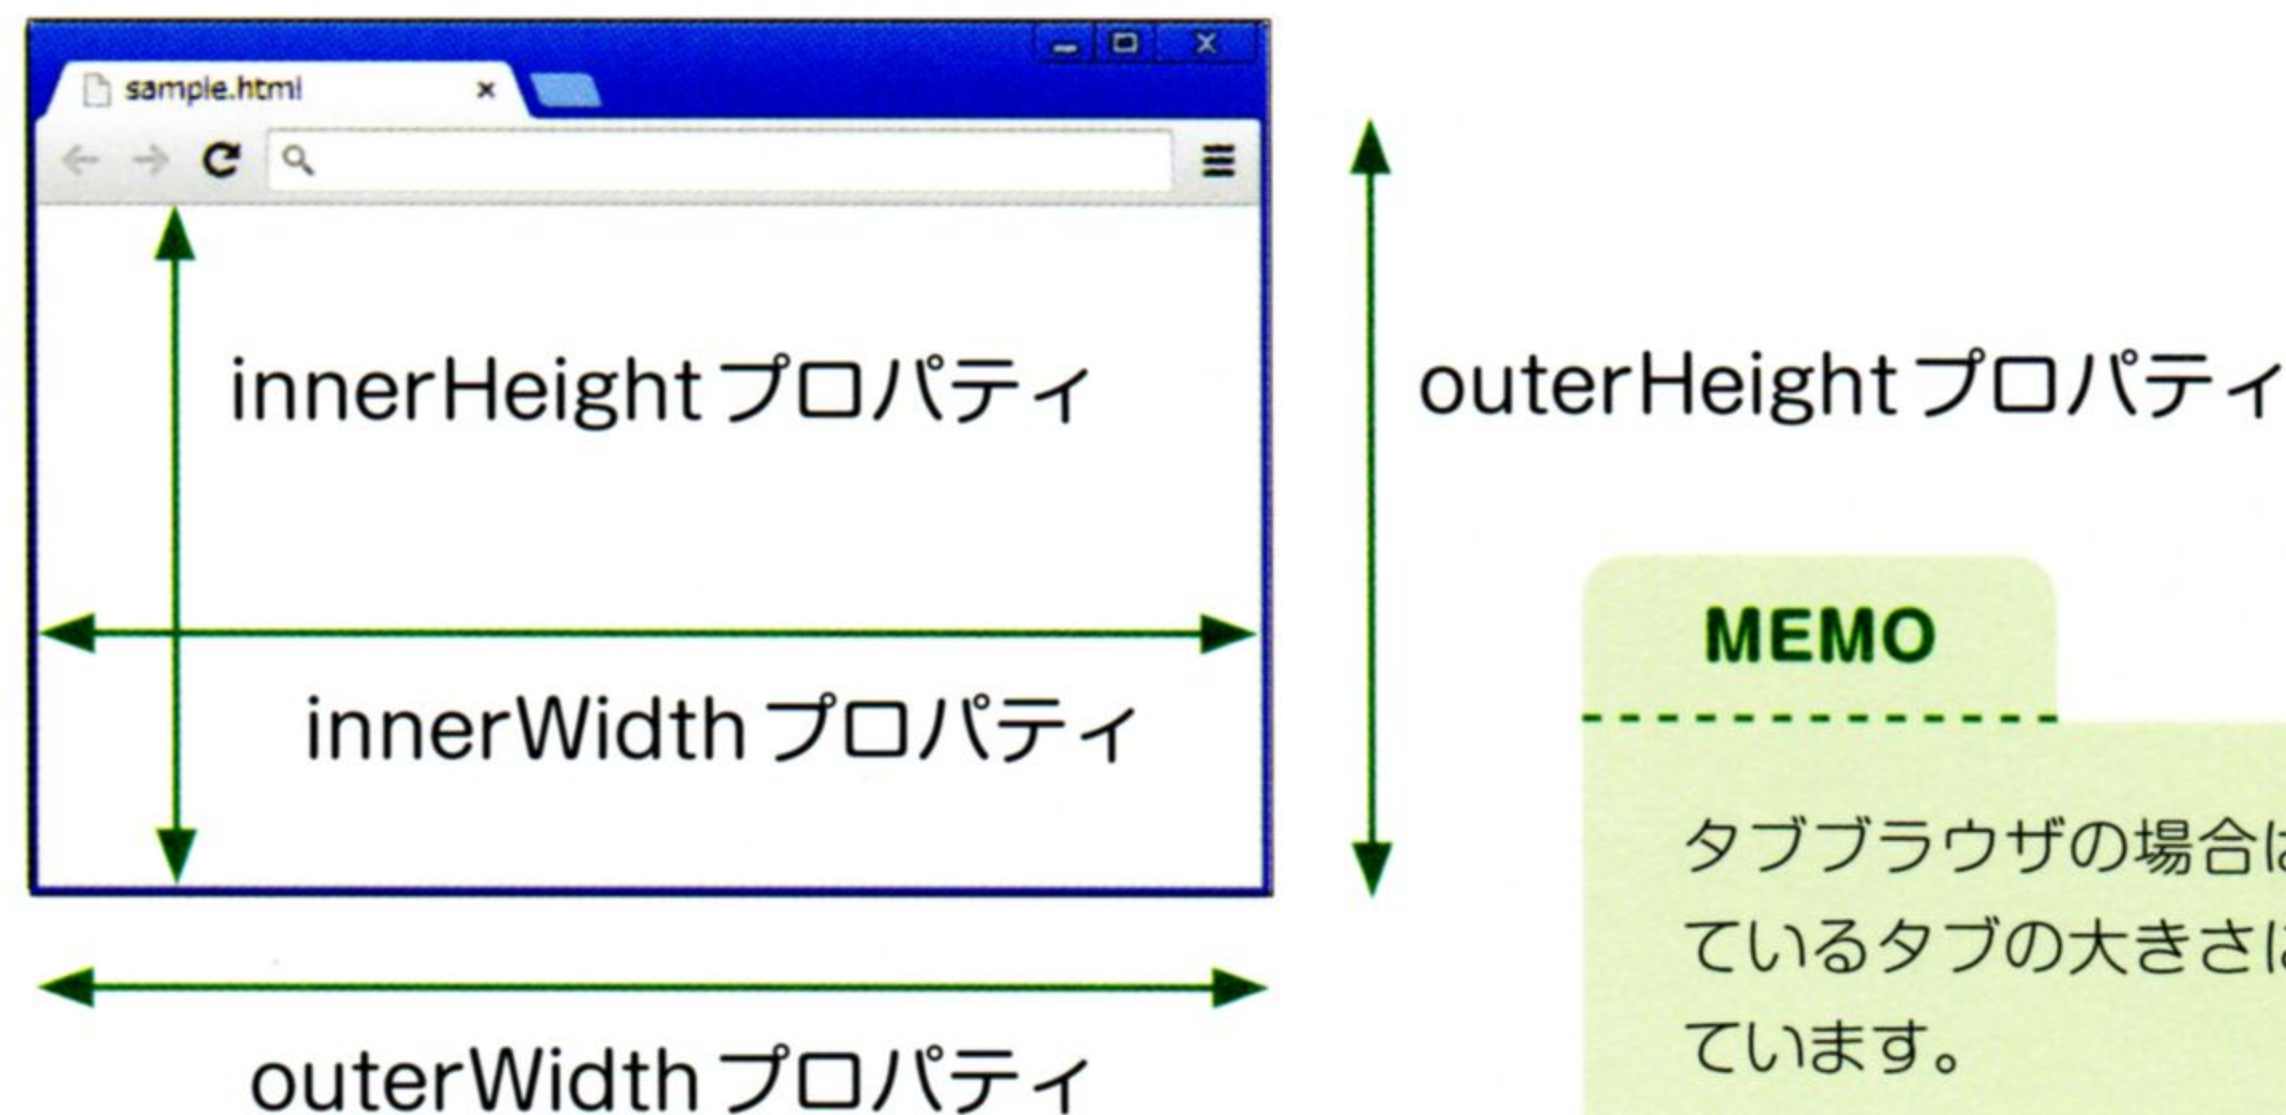 sample.html
innerHeightプロパティ
outerHeightプロパティ
innerWidthプロパティ
outerWidthプロパティ
MEMO
タブブラウザの場合は
ているタブの大きさに
ています。